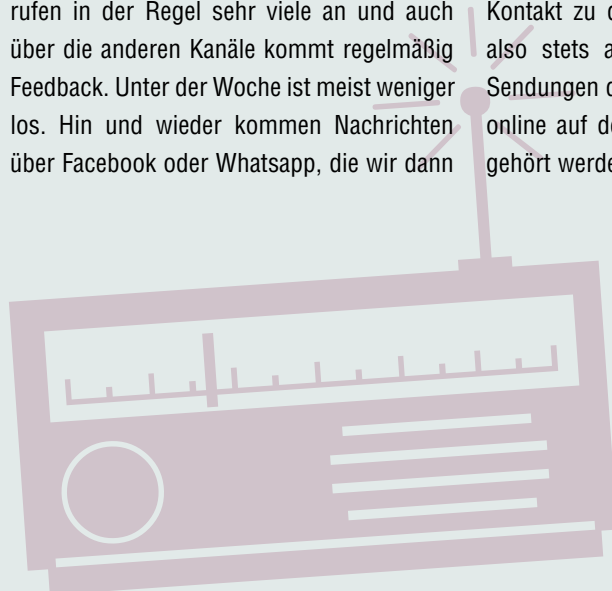 rufen in der Regel sehr viele an und auch
über die anderen Kanäle kommt regelmäßig
Feedback. Unter der Woche ist meist weniger
los. Hin und wieder kommen Nachrichten
über Facebook oder Whatsapp, die wir dann
Kontakt zu
also stets
Sendungen
online auf
gehört